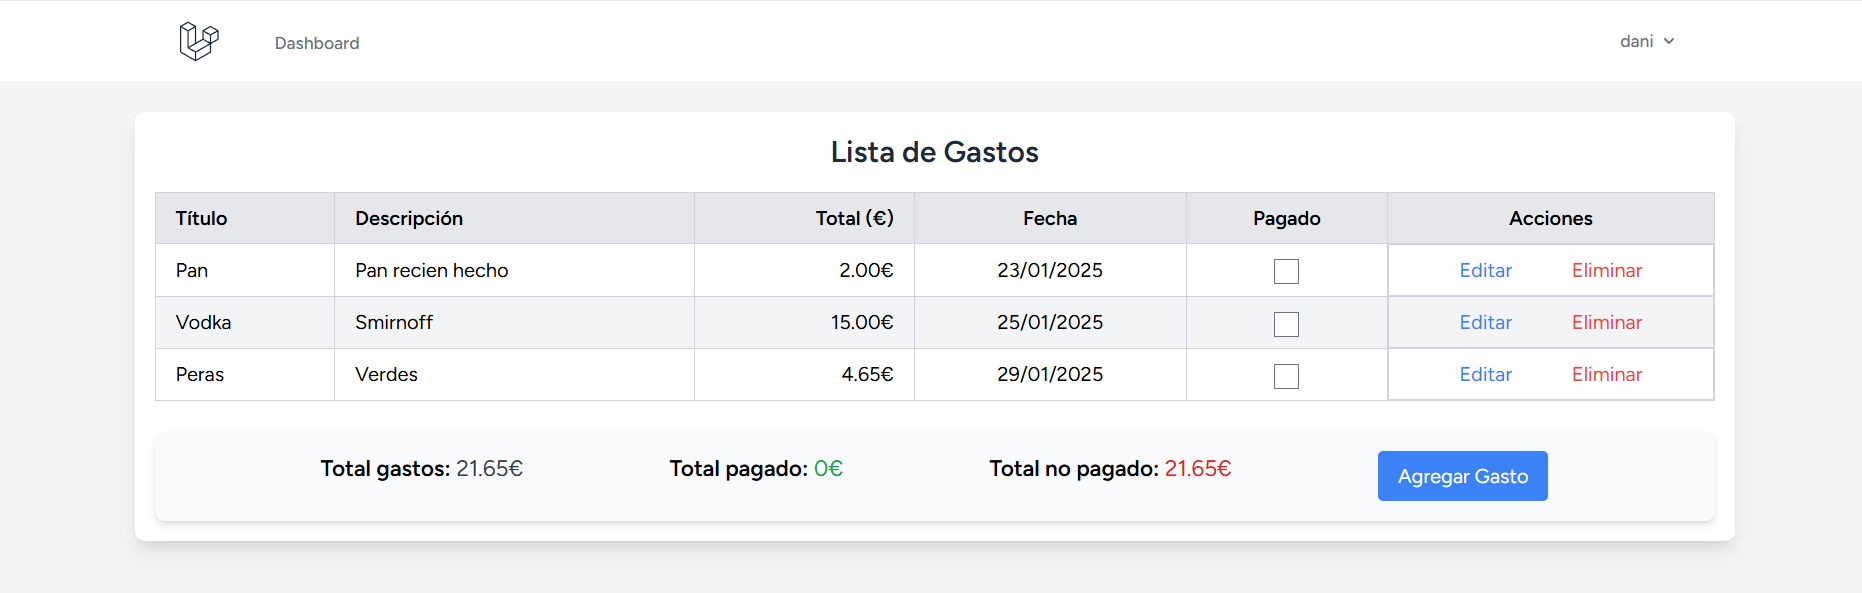 Dashboard dani
Lista de Gastos
Título Descripción Total (€) Fecha Pagado Acciones
Pan Pan recien hecho 2.00€ 23/01/2025 Editar Eliminar
Vodka Smirnoff 15.00€ 25/01/2025 Editar Eliminar
Peras Verdes 4.65€ 29/01/2025 Editar Eliminar
Total gastos: 21.65€ Total pagado: 0€ Total no pagado: 21.65€ Agregar Gasto